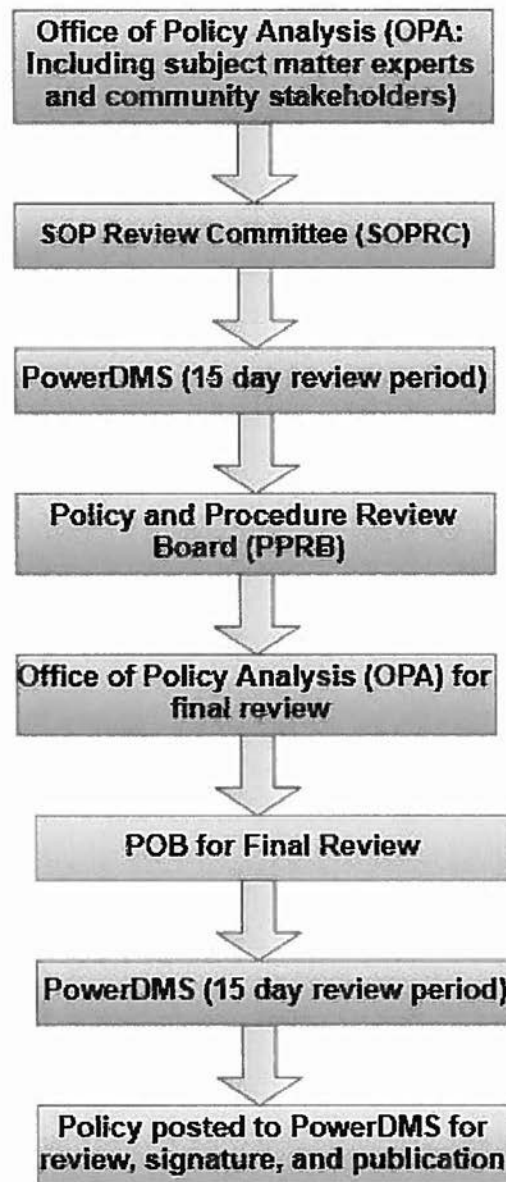 Office of Policy Analysis (OPA:
Including subject matter experts
and community stakeholders)
SOP Review Committee (SOPRC)
PowerDMS (15 day review period)
Policy and Procedure Review
Board (PPRB)
Office of Policy Analysis (OPA) for
final review
POB for Final Review
PowerDMS (15 day review period)
Policy posted to PowerDMS for
review, signature, and publication